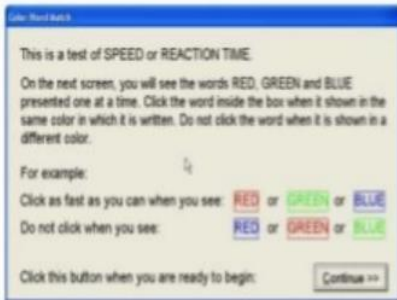 Color Word Match
This is a test of SPEED or REACTION TIME.
On the next screen, you will see the words RED, GREEN and BLUE
presented one at a time. Click the word inside the box when it shown in the
same color in which it is written. Do not click the word when it is shown in a
different color.
For example:
Click as fast as you can when you see: RED or GREEN or BLUE
Do not click when you see: RED or GREEN or BLUE
Click this button when you are ready to begin: Continue >>